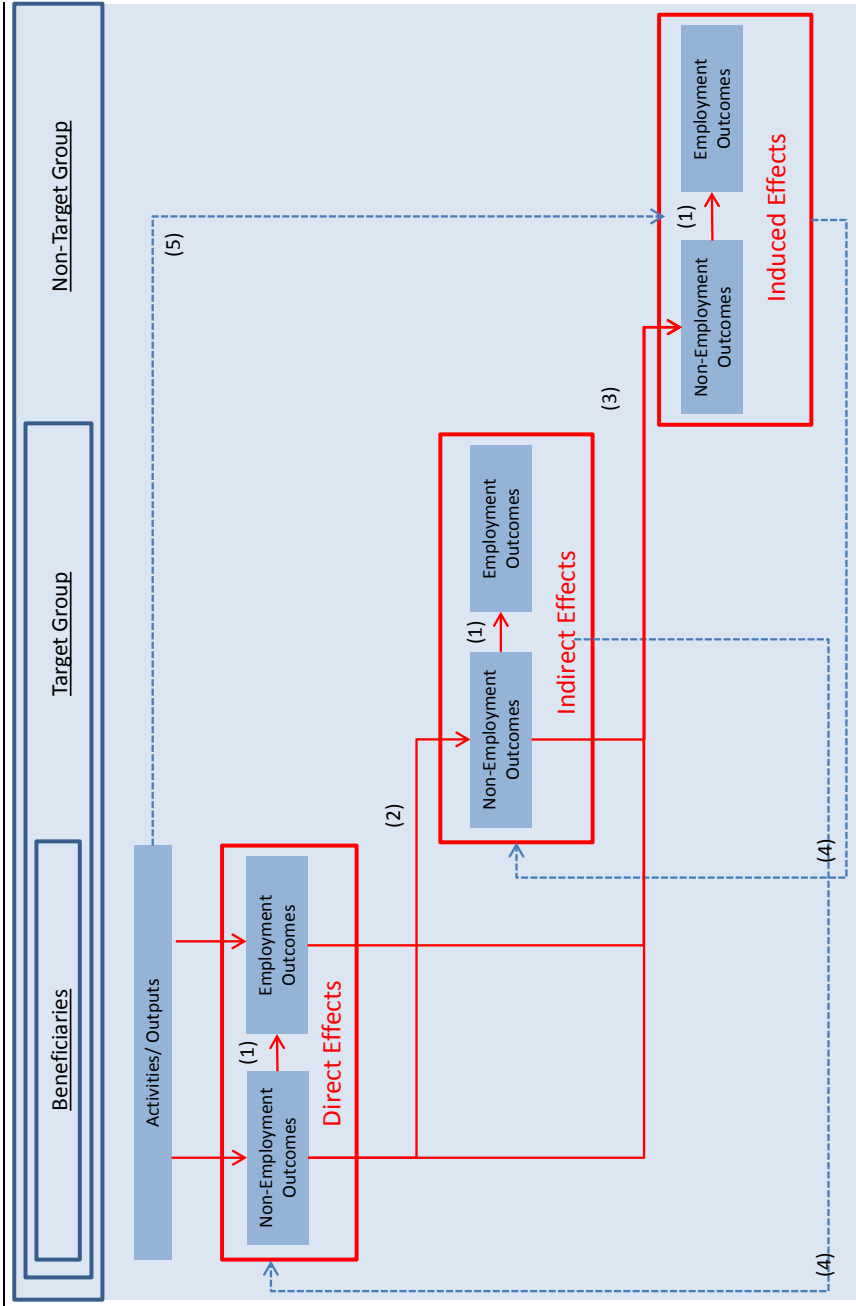 Beneficiaries
Target Group
Non-Target Group
Activities/ Outputs
(5)
Non-Employment
Outcomes
(1)
Employment
Outcomes
Direct Effects
(2)
Non-Employment
Outcomes
(1)
Employment
Outcomes
Indirect Effects
(3)
Non-Employment
Outcomes
(1)
Employment
Outcomes
Induced Effects
(4)
(4)